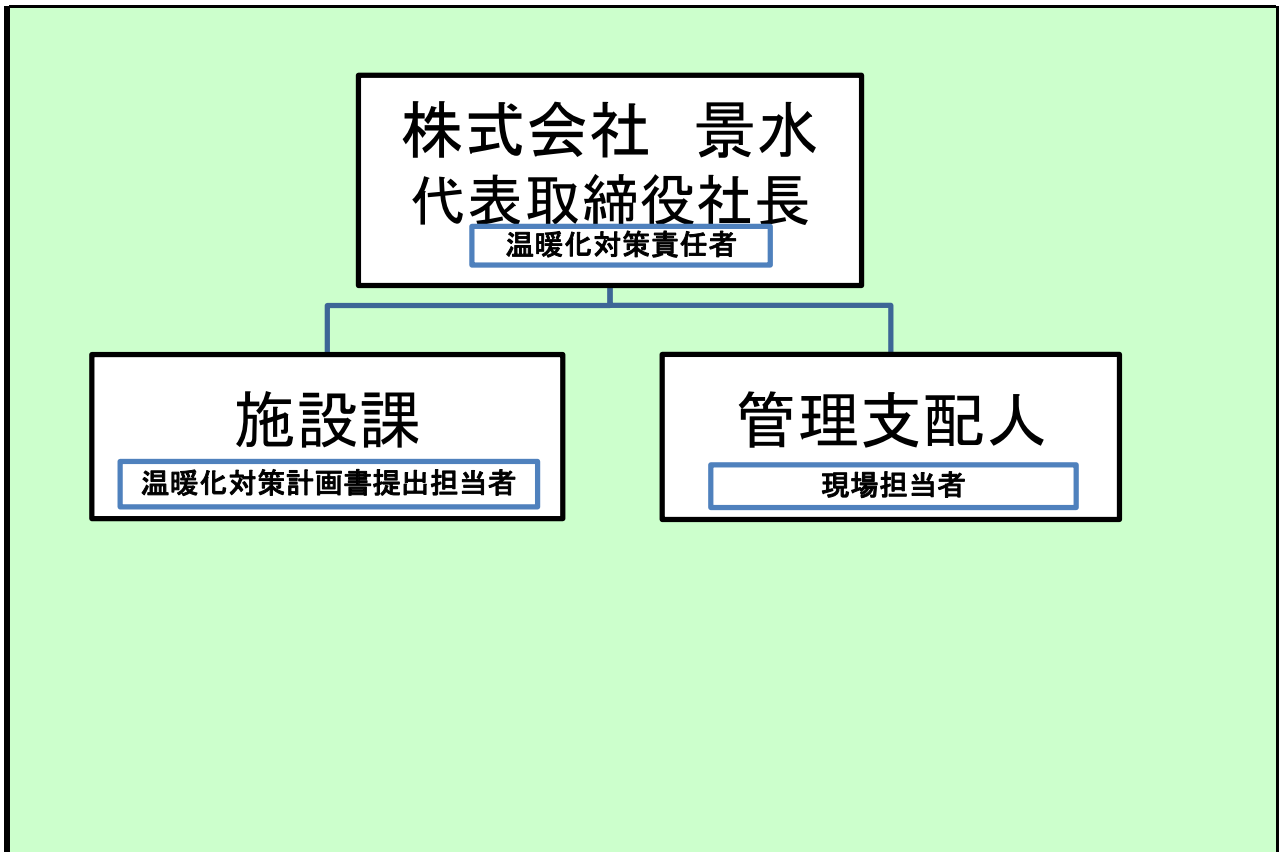 株式会社　景水
代表取締役社長
温暖化対策責任者
施設課
温暖化対策計画書提出担当者
管理支配人
現場担当者